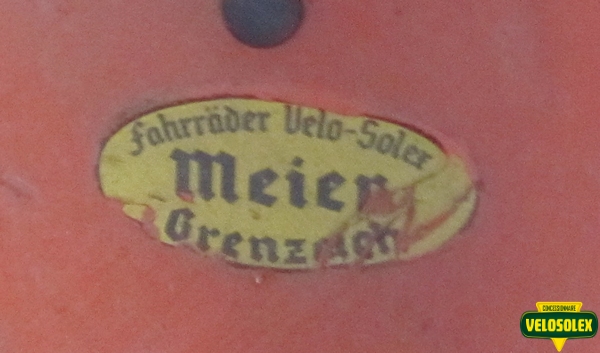 Fahrräder Velo-Solex
Meier
Grenzach
CONCESSIONNAIRE
VELOSOLEX